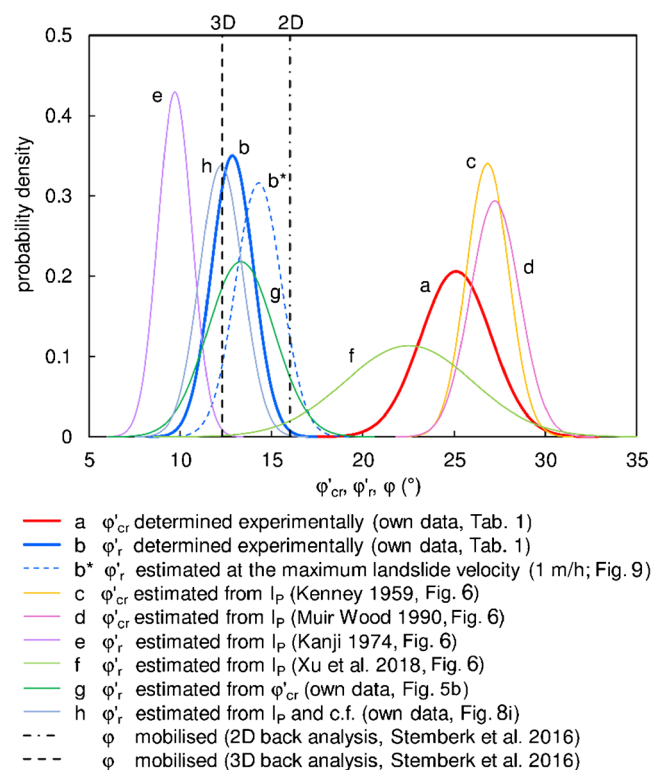 3D 2D
0.5
0.4
0.3
0.2
0.1
0
probability density
e
h
b
b*
g
f
a
c
d
5 10 15 20 25 30 35
φ'cr, φ'r, φ (°)
a φ'cr determined experimentally (own data, Tab. 1)
b φ'r determined experimentally (own data, Tab. 1)
b* φ'r estimated at the maximum landslide velocity (1 m/h; Fig. 9)
c φ'cr estimated from IP (Kenney 1959, Fig. 6)
d φ'cr estimated from IP (Muir Wood 1990, Fig. 6)
e φ'r estimated from IP (Kanji 1974, Fig. 6)
f φ'r estimated from IP (Xu et al. 2018, Fig. 6)
g φ'r estimated from φ'cr (own data, Fig. 5b)
h φ'r estimated from IP and c.f. (own data, Fig. 8i)
φ mobilised (2D back analysis, Stemberk et al. 2016)
φ mobilised (3D back analysis, Stemberk et al. 2016)